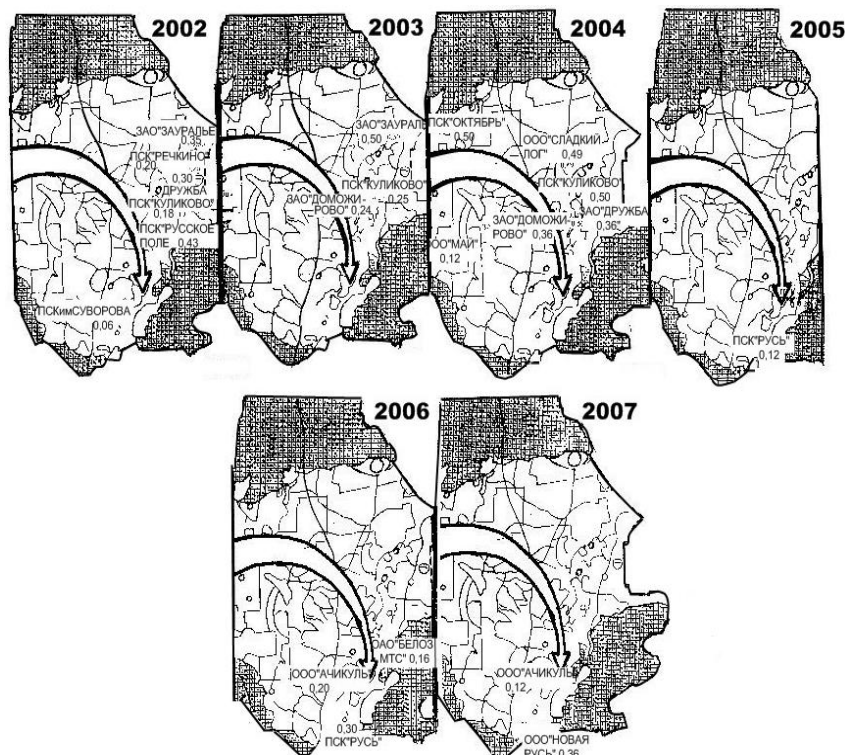 2002
ЗАО"ЗАУРАЛЬЕ
0,35
ПСК"РЕЧКИНО"
0,20
0,30
ДРУЖБА
ПСК"КУЛИКОВО"
0,18
ПСК"РУССКОЕ
ПОЛЕ 0,43
ПСКимСУВОРОВА
0,06
2003
ЗАО"ЗАУРАЛЬ
0,50
ПСК"КУЛИКОВО"
0,25
ЗАО"ДОМОЖИ-
РОВО" 0,24
2004
ПСК"ОКТЯБРЬ"
0,50
ООО"СЛАДКИЙ
ЛОГ" 0,49
ПСК"КУЛИКОВО"
0,50
ЗАО"ДОМОЖИ-
РОВО" 0,36
ЗАО"ДРУЖБА
0,36"
ООО"МАЙ"
0,12
2005
ПСК"РУСЬ"
0,12
2006
ОАО"БЕЛОЗ
МТС" 0,16
ООО"АЧИКУЛЬ"
0,20
0,30
ПСК"РУСЬ"
2007
ООО"АЧИКУЛЬ"
0,12
ООО"НОВАЯ
РУСЬ" 0,36